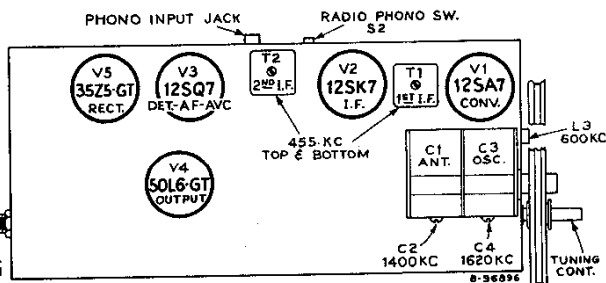 PHONO INPUT JACK
RADIO PHONO SW.
S2
V5
35Z5-GT
RECT.
V3
12SQ7
DET.-AF-AVC
T2
2ND I.F.
V2
12SK7
I.F.
T1
1ST I.F.
V1
12SA7
CONV.
455-KC
TOP & BOTTOM
L3
600KC
C1
ANT.
C3
OSC.
V4
50L6-GT
OUTPUT
C2
1400KC
C4
1620KC
TUNING
CONT.
8-S6896